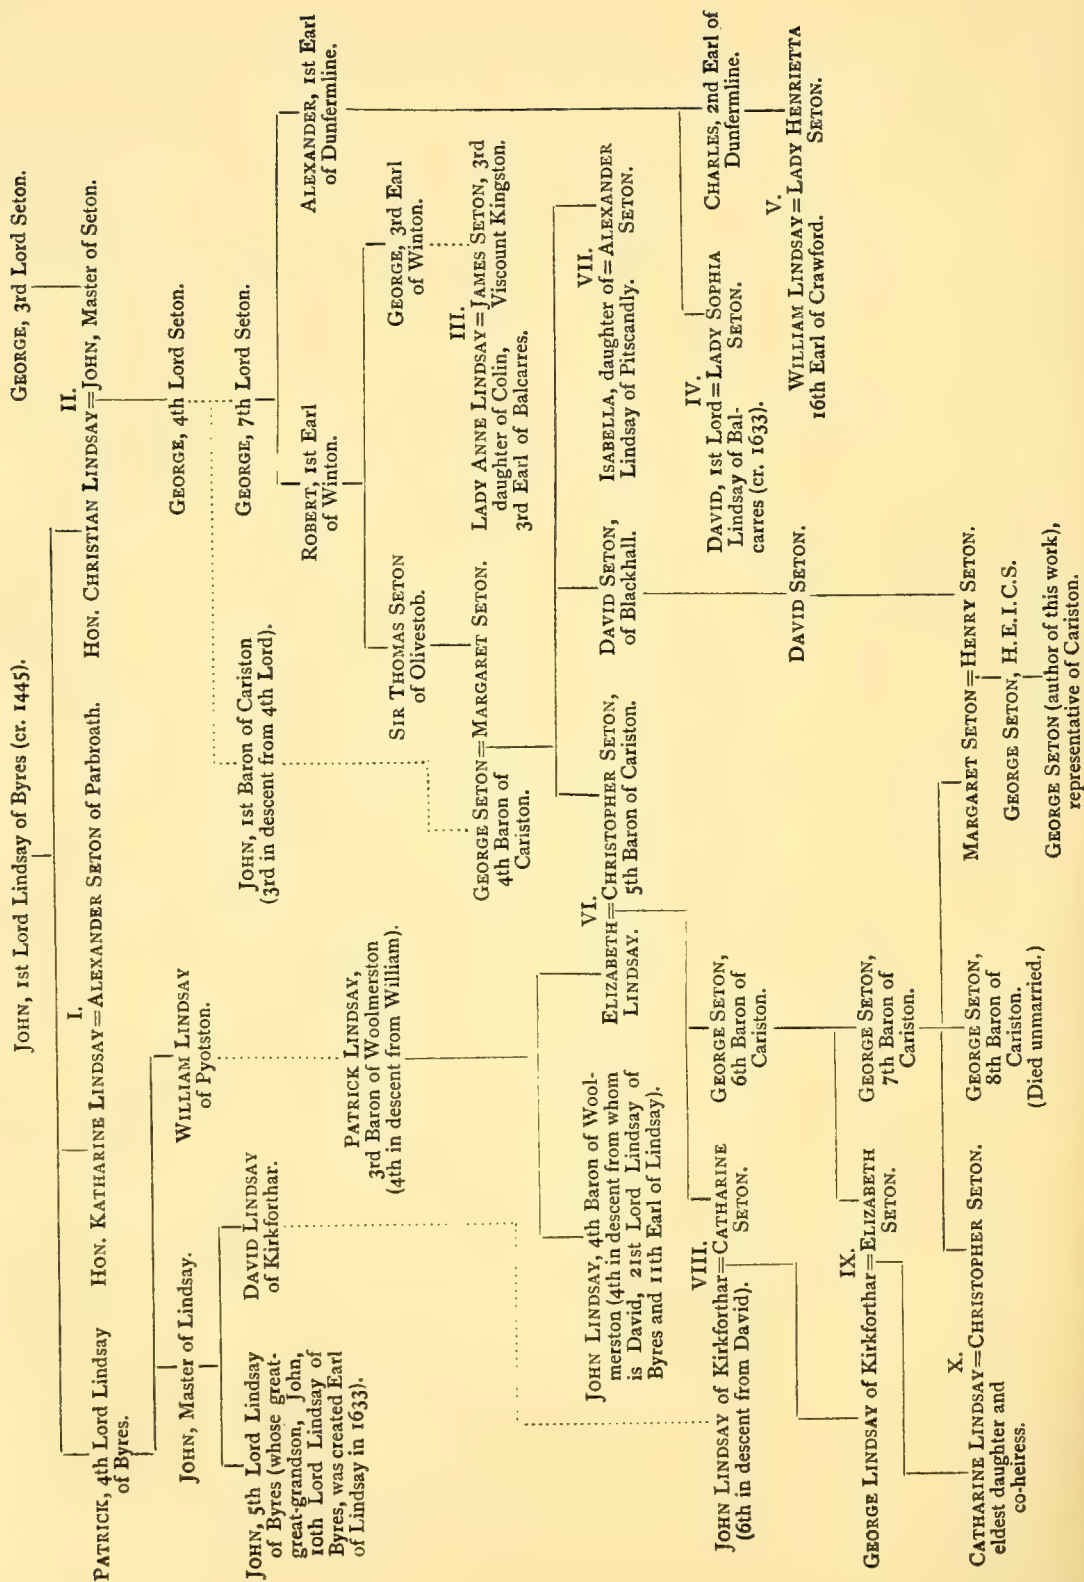 JOHN, 1st Lord Lindsay of Byres (cr. 1445).
GEORGE, 3rd Lord Seton.
I.
II.
PATRICK, 4th Lord Lindsay
of Byres.
HON. KATHARINE LINDSAY=ALEXANDER SETON of Parbroath.
HON. CHRISTIAN LINDSAY=JOHN, Master of Seton.
JOHN, Master of Lindsay.
WILLIAM LINDSAY
of Pyotston.
GEORGE, 4th Lord Seton.
JOHN, 5th Lord Lindsay
of Byres (whose great-
great-grandson, John,
10th Lord Lindsay of
Byres, was created Earl
of Lindsay in 1633).
DAVID LINDSAY
of Kirkforthar.
JOHN, 1st Baron of Cariston
(3rd in descent from 4th Lord).
GEORGE, 7th Lord Seton.
ROBERT, 1st Earl
of Winton.
ALEXANDER, 1st Earl
of Dunfermline.
PATRICK LINDSAY,
3rd Baron of Woolmerston
(4th in descent from William).
SIR THOMAS SETON
of Olivestob.
GEORGE, 3rd Earl
of Winton.
III.
GEORGE SETON=MARGARET SETON.
4th Baron of
Cariston.
LADY ANNE LINDSAY=JAMES SETON, 3rd
daughter of Colin, Viscount Kingston.
3rd Earl of Balcarres.
JOHN LINDSAY, 4th Baron of Wool-
merston (4th in descent from whom
is David, 21st Lord Lindsay of
Byres and 11th Earl of Lindsay).
VI.
ELIZABETH=CHRISTOPHER SETON,
LINDSAY. 5th Baron of Cariston.
DAVID SETON,
of Blackhall.
VII.
ISABELLA, daughter of=ALEXANDER
Lindsay of Pitscandly. SETON.
VIII.
JOHN LINDSAY of Kirkforthar=CATHARINE
(6th in descent from David). SETON.
GEORGE SETON,
6th Baron of
Cariston.
IV.
DAVID, 1st Lord=LADY SOPHIA
Lindsay of Bal- SETON.
carres (cr. 1633).
CHARLES, 2nd Earl of
Dunfermline.
V.
DAVID SETON.
WILLIAM LINDSAY=LADY HENRIETTA
16th Earl of Crawford. SETON.
IX.
GEORGE LINDSAY of Kirkforthar=ELIZABETH
SETON.
GEORGE SETON,
7th Baron of
Cariston
X.
CATHARINE LINDSAY=CHRISTOPHER SETON.
eldest daughter and
co-heiress.
GEORGE SETON,
8th Baron of
Cariston.
(Died unmarried.)
MARGARET SETON=HENRY SETON.
GEORGE SETON, H.E.I.C.S.
GEORGE SETON (author of this work),
representative of Cariston.